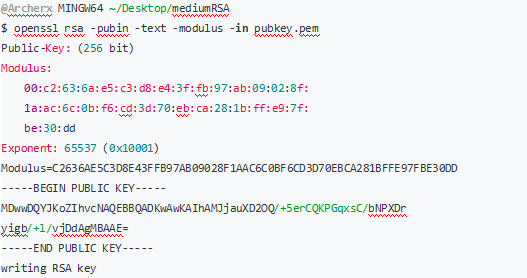 @Archerx MINGW64 ~/Desktop/mediumRSA
$ openssl rsa -pubin -text -modulus -in pubkey.pem
Public-Key: (256 bit)
Modulus:
00:c2:63:6a:e5:c3:d8:e4:3f:fb:97:ab:09:02:8f:
1a:ac:6c:0b:f6:cd:3d:70:eb:ca:28:1b:ff:e9:7f:
be:30:dd
Exponent: 65537 (0x10001)
Modulus=C2636AE5C3D8E43FFB97AB09028F1AAC6C0BF6CD3D70EBCA281BFFE97FBE30DD
-----BEGIN PUBLIC KEY-----
MDwwDQYJKoZIhvcNAQEBBQADKwAwKAIhAMJjauXD2OQ/+5erCQKPGqxsC/bNPXDr
yigb/+l/vjDdAgMBAAE=
-----END PUBLIC KEY-----
writing RSA key